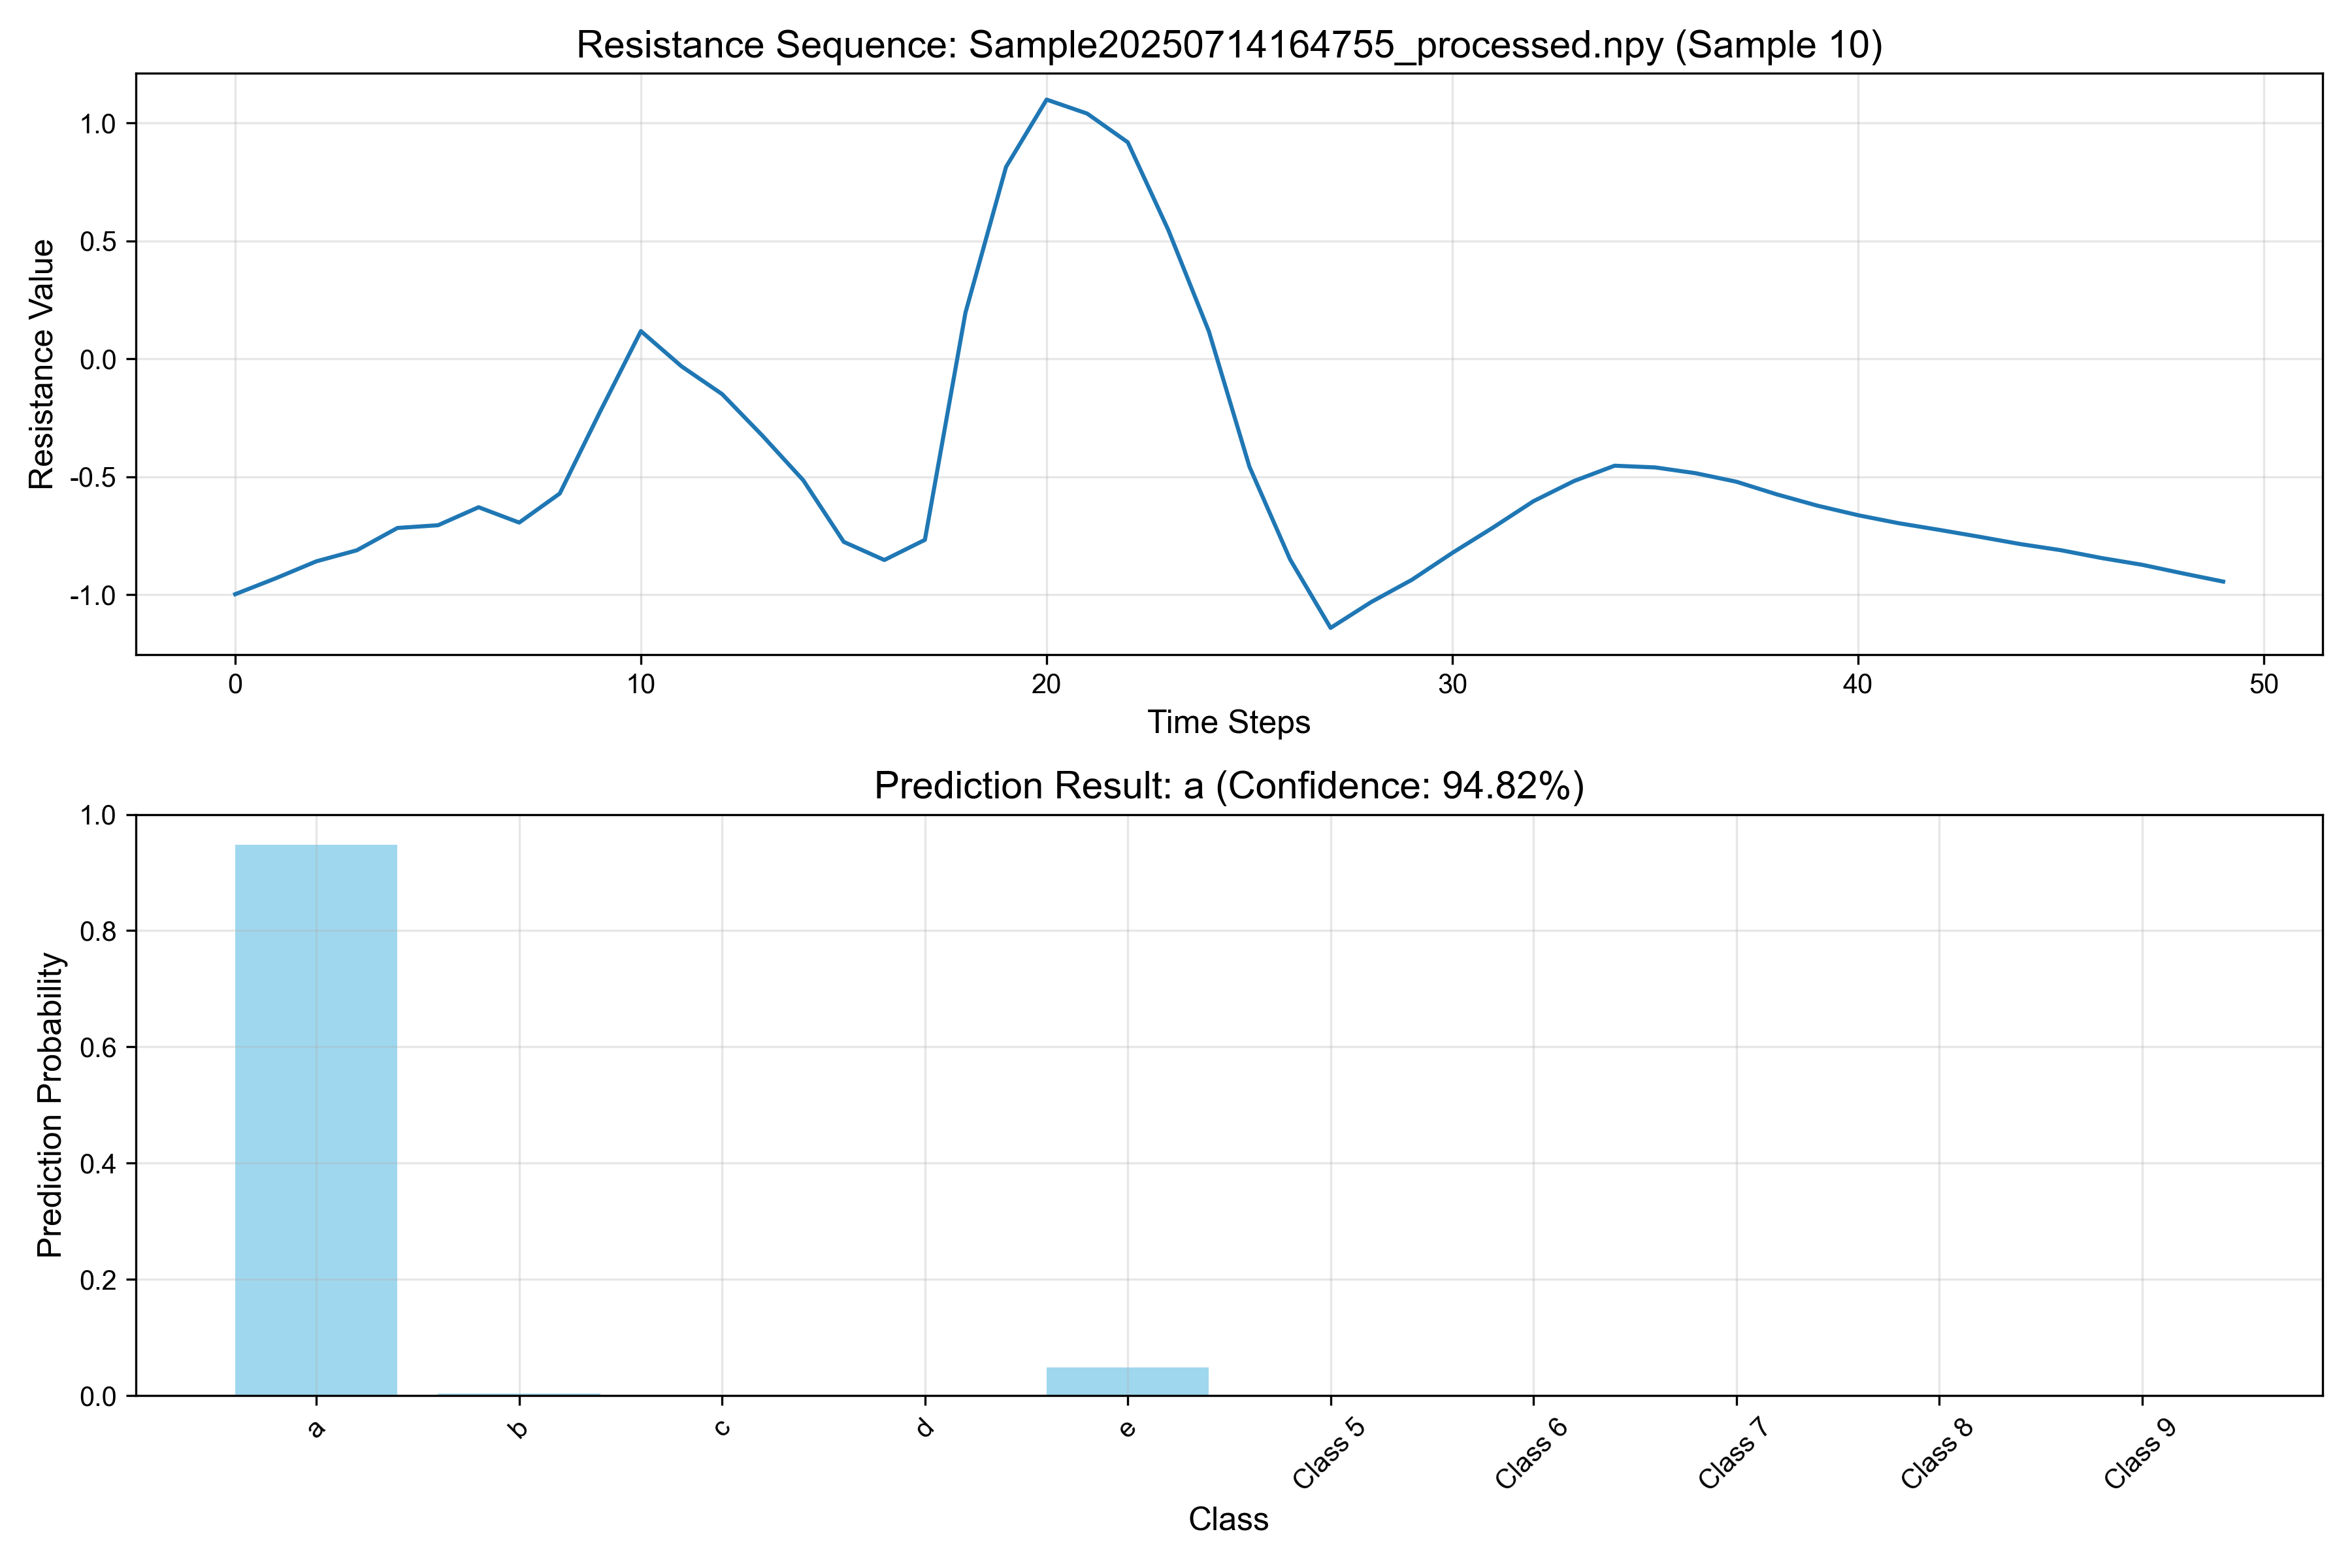 Resistance Sequence: Sample20250714164755_processed.npy (Sample 10)
Resistance Value
1.0
0.5
0.0
-0.5
-1.0
0 10 20 30 40 50
Time Steps
Prediction Result: a (Confidence: 94.82%)
Prediction Probability
1.0
0.8
0.6
0.4
0.2
0.0
a b c d e Class 5 Class 6 Class 7 Class 8 Class 9
Class